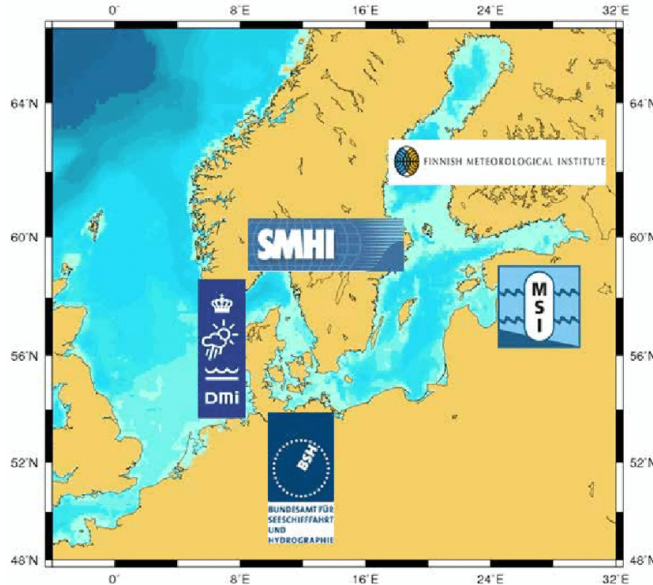 0° 8°E 16°E 24°E 32°E
64°N 64°N
FINNISH METEOROLOGICAL INSTITUTE
SMHI
60°N 60°N
MSI
DMi
56°N 56°N
BSH
52°N 52°N
BUNDESAMT FÜR
SEESCHIFFFAHRT
UND
HYDROGRAPHIE
48°N 48°N
0° 8°E 16°E 24°E 32°E